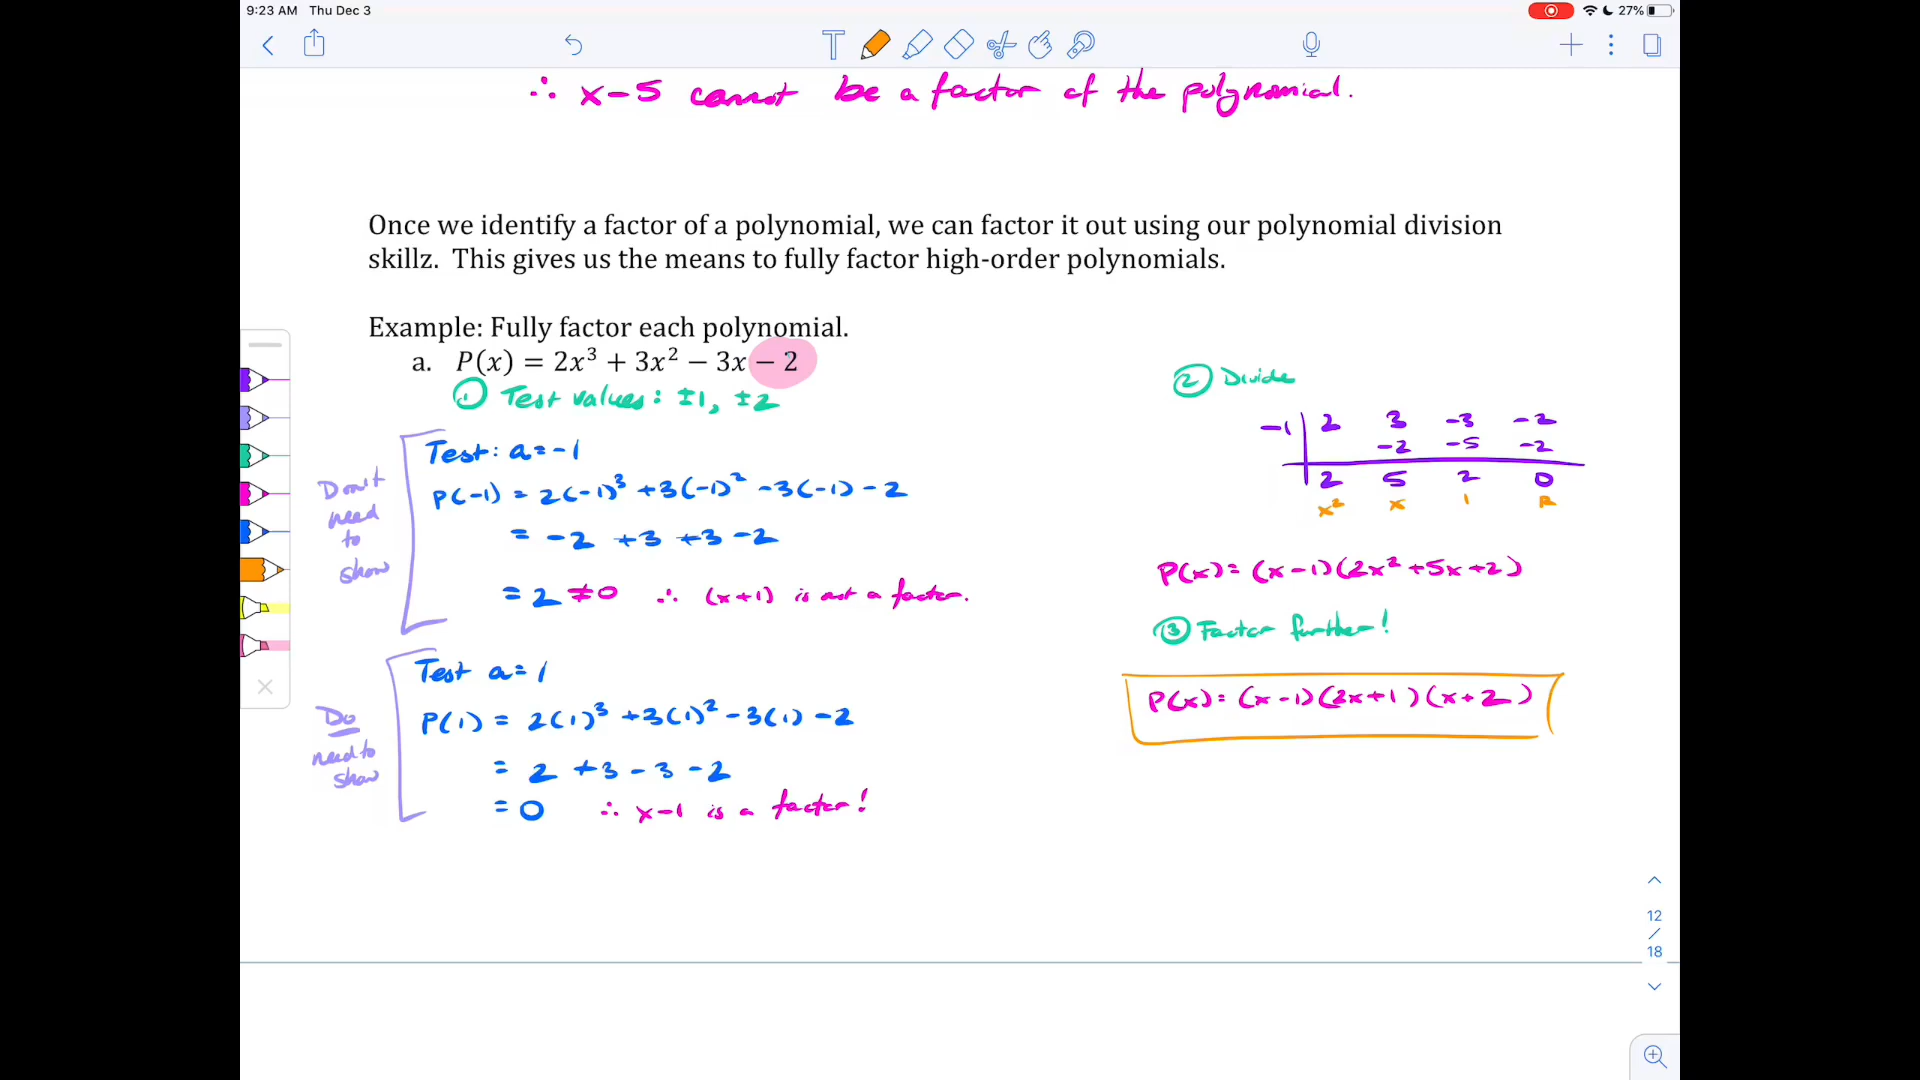 9:23 AM Thu Dec 3
27%
∴ x-5 cannot be a factor of the polynomial.
Once we identify a factor of a polynomial, we can factor it out using our polynomial division
skillz. This gives us the means to fully factor high-order polynomials.
Example: Fully factor each polynomial.
a. P(x) = 2x³ + 3x² − 3x − 2
① Test values: ±1, ±2
Don't
need
to
show
Test: a=-1
P(-1) = 2(-1)³ +3(-1)² -3(-1) -2
= -2 +3 +3 -2
= 2 ≠0 ∴ (x+1) is not a factor.
Do
need to
show
Test a=1
P(1) = 2(1)³ +3(1)² -3(1) -2
= 2 +3 -3 -2
= 0 ∴ x-1 is a factor!
② Divide
-1 | 2 3 -3 -2
-2 -5 -2
2 5 2 0
x² x 1 R
P(x)= (x-1)(2x² +5x+2)
③ Factor further!
P(x)= (x-1)(2x+1)(x+2)
12
/
18